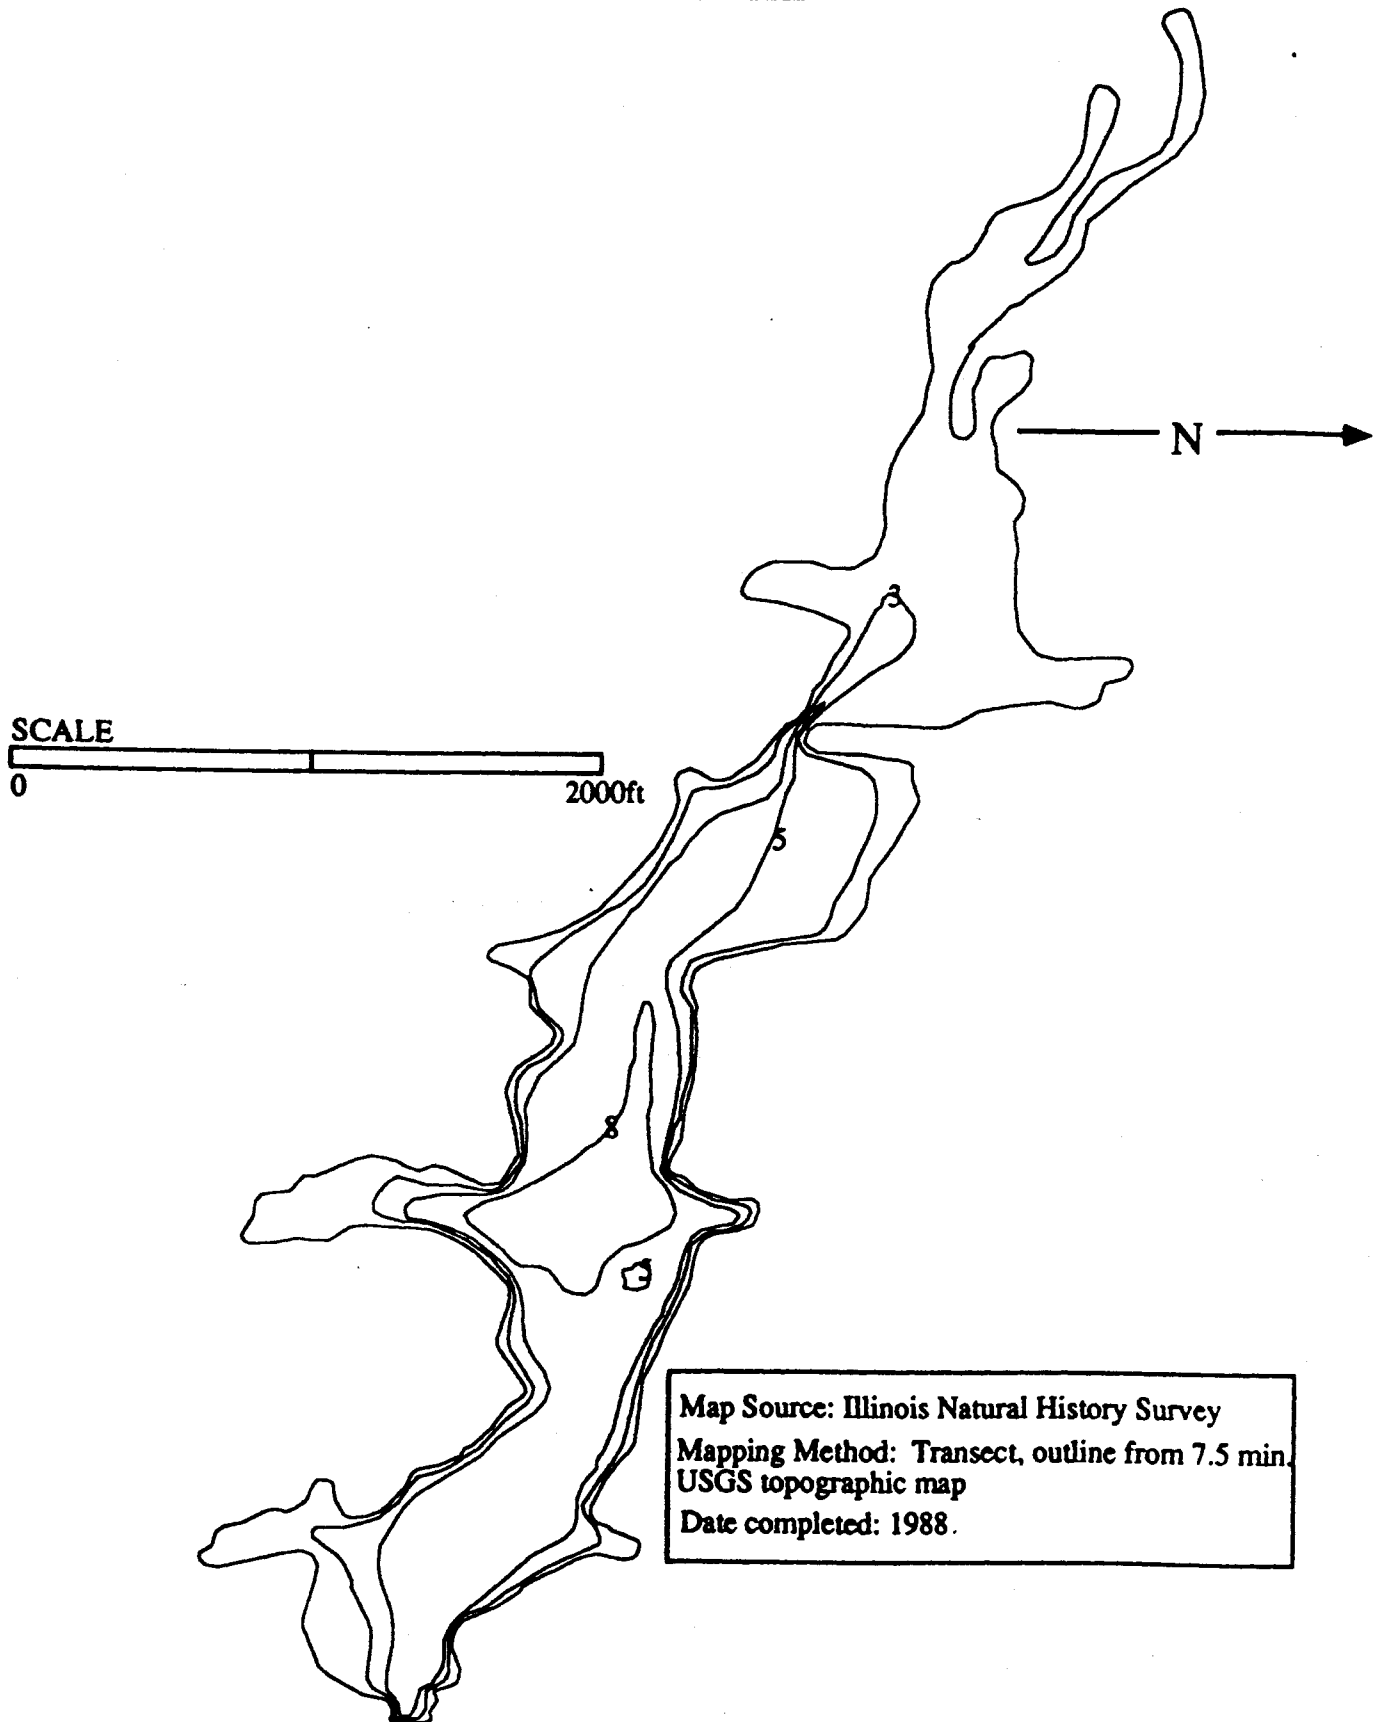 N
3
SCALE
0 2000ft
5
8
Map Source: Illinois Natural History Survey
Mapping Method: Transect, outline from 7.5 min.
USGS topographic map
Date completed: 1988.